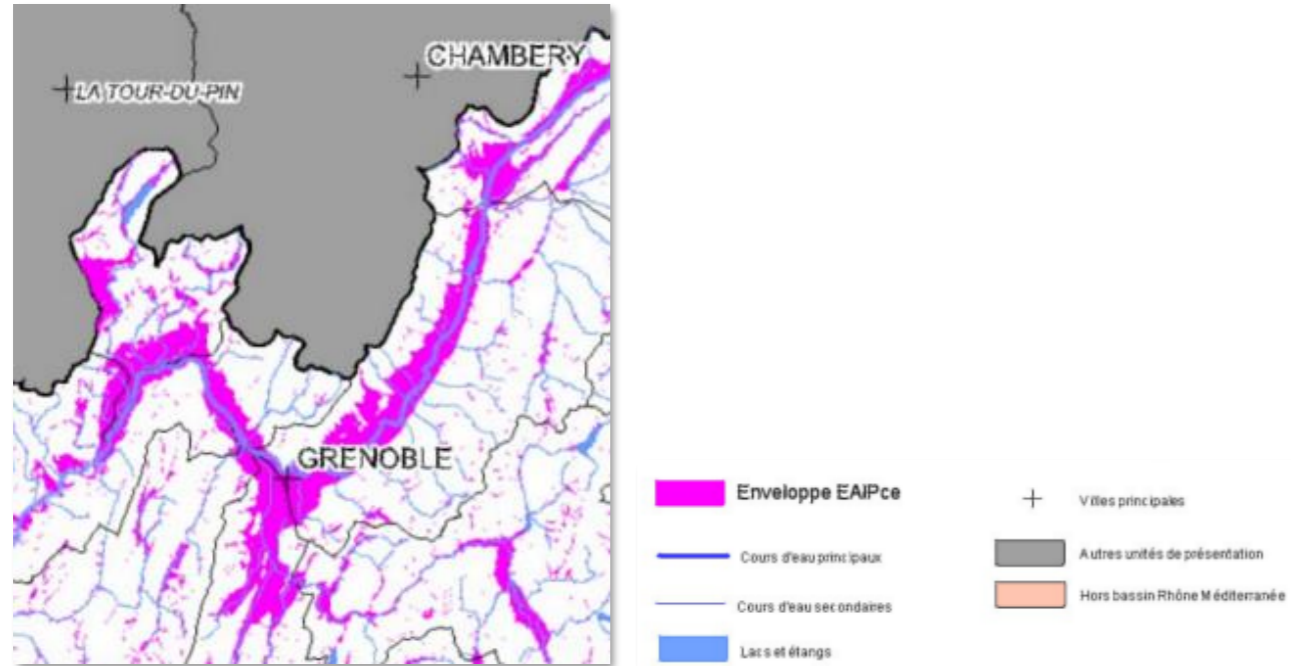 CHAMBERY
LA TOUR-DU-PIN
GRENOBLE
Enveloppe EAIPce
Cours d'eau principaux
Cours d'eau secondaires
Lacs et étangs
Villes principales
Autres unités de présentation
Hors bassin Rhône Méditerranée